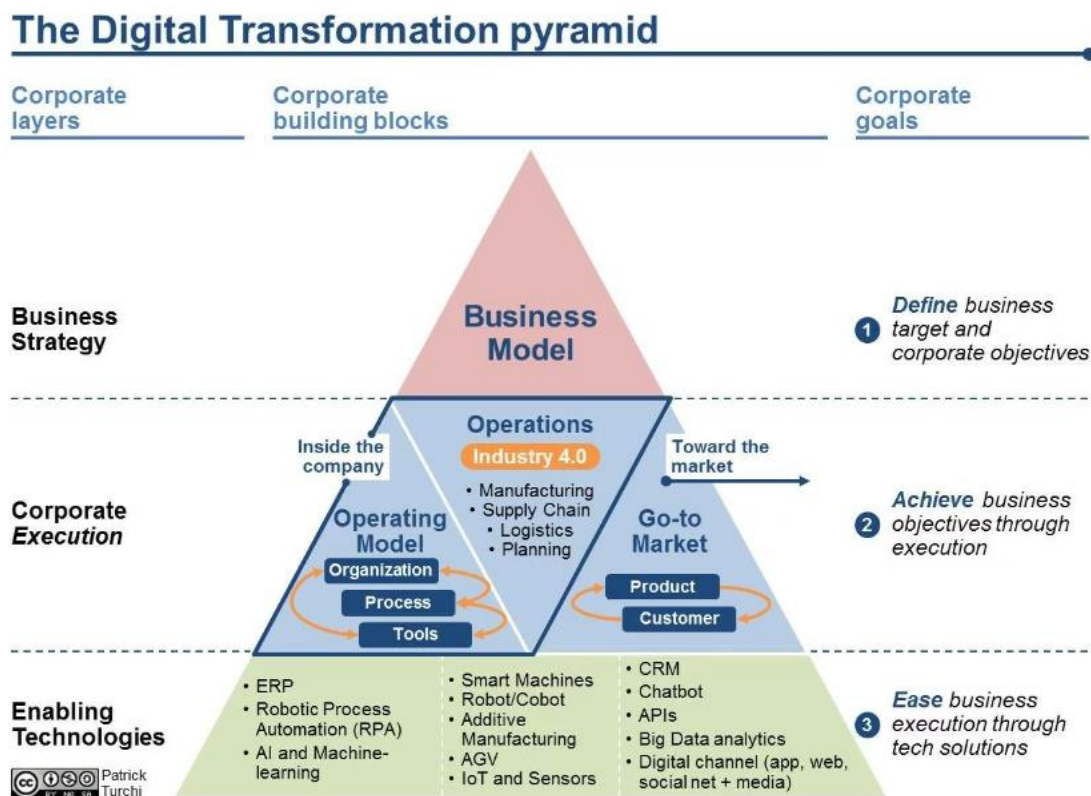 The Digital Transformation pyramid
Corporate
layers
Corporate
building blocks
Corporate
goals
Business
Strategy
Business
Model
1
Define business
target and
corporate objectives
Corporate
Execution
Inside the
company
Operating
Model
Organization
Process
Tools
Operations
Industry 4.0
• Manufacturing
• Supply Chain
• Logistics
• Planning
Toward the
market
Go-to
Market
Product
Customer
2
Achieve business
objectives through
execution
Enabling
Technologies
• ERP
• Robotic Process
Automation (RPA)
• AI and Machine-
learning
• Smart Machines
• Robot/Cobot
• Additive
Manufacturing
• AGV
• IoT and Sensors
• CRM
• Chatbot
• APIs
• Big Data analytics
• Digital channel (app, web,
social net + media)
3
Ease business
execution through
tech solutions
cc
BY NC SA
Patrick
Turchi